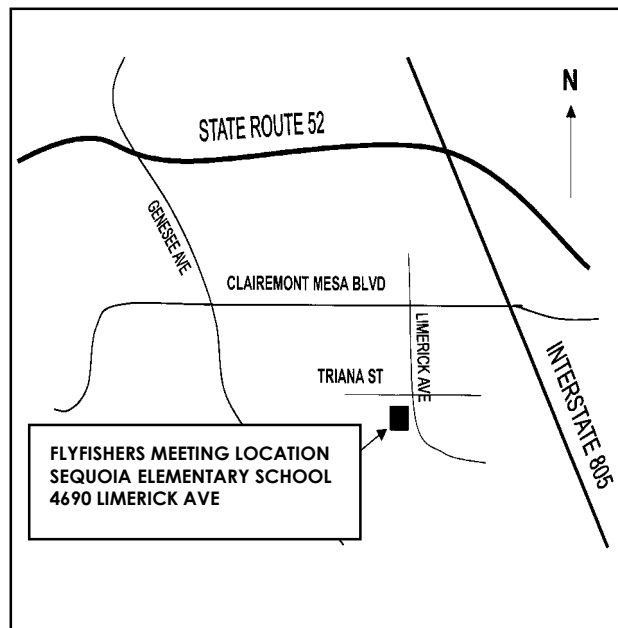 N
STATE ROUTE 52
GENESEE AVE
CLAIREMONT MESA BLVD
LIMERICK AVE
TRIANA ST
INTERSTATE 805
FLYFISHERS MEETING LOCATION
SEQUOIA ELEMENTARY SCHOOL
4690 LIMERICK AVE